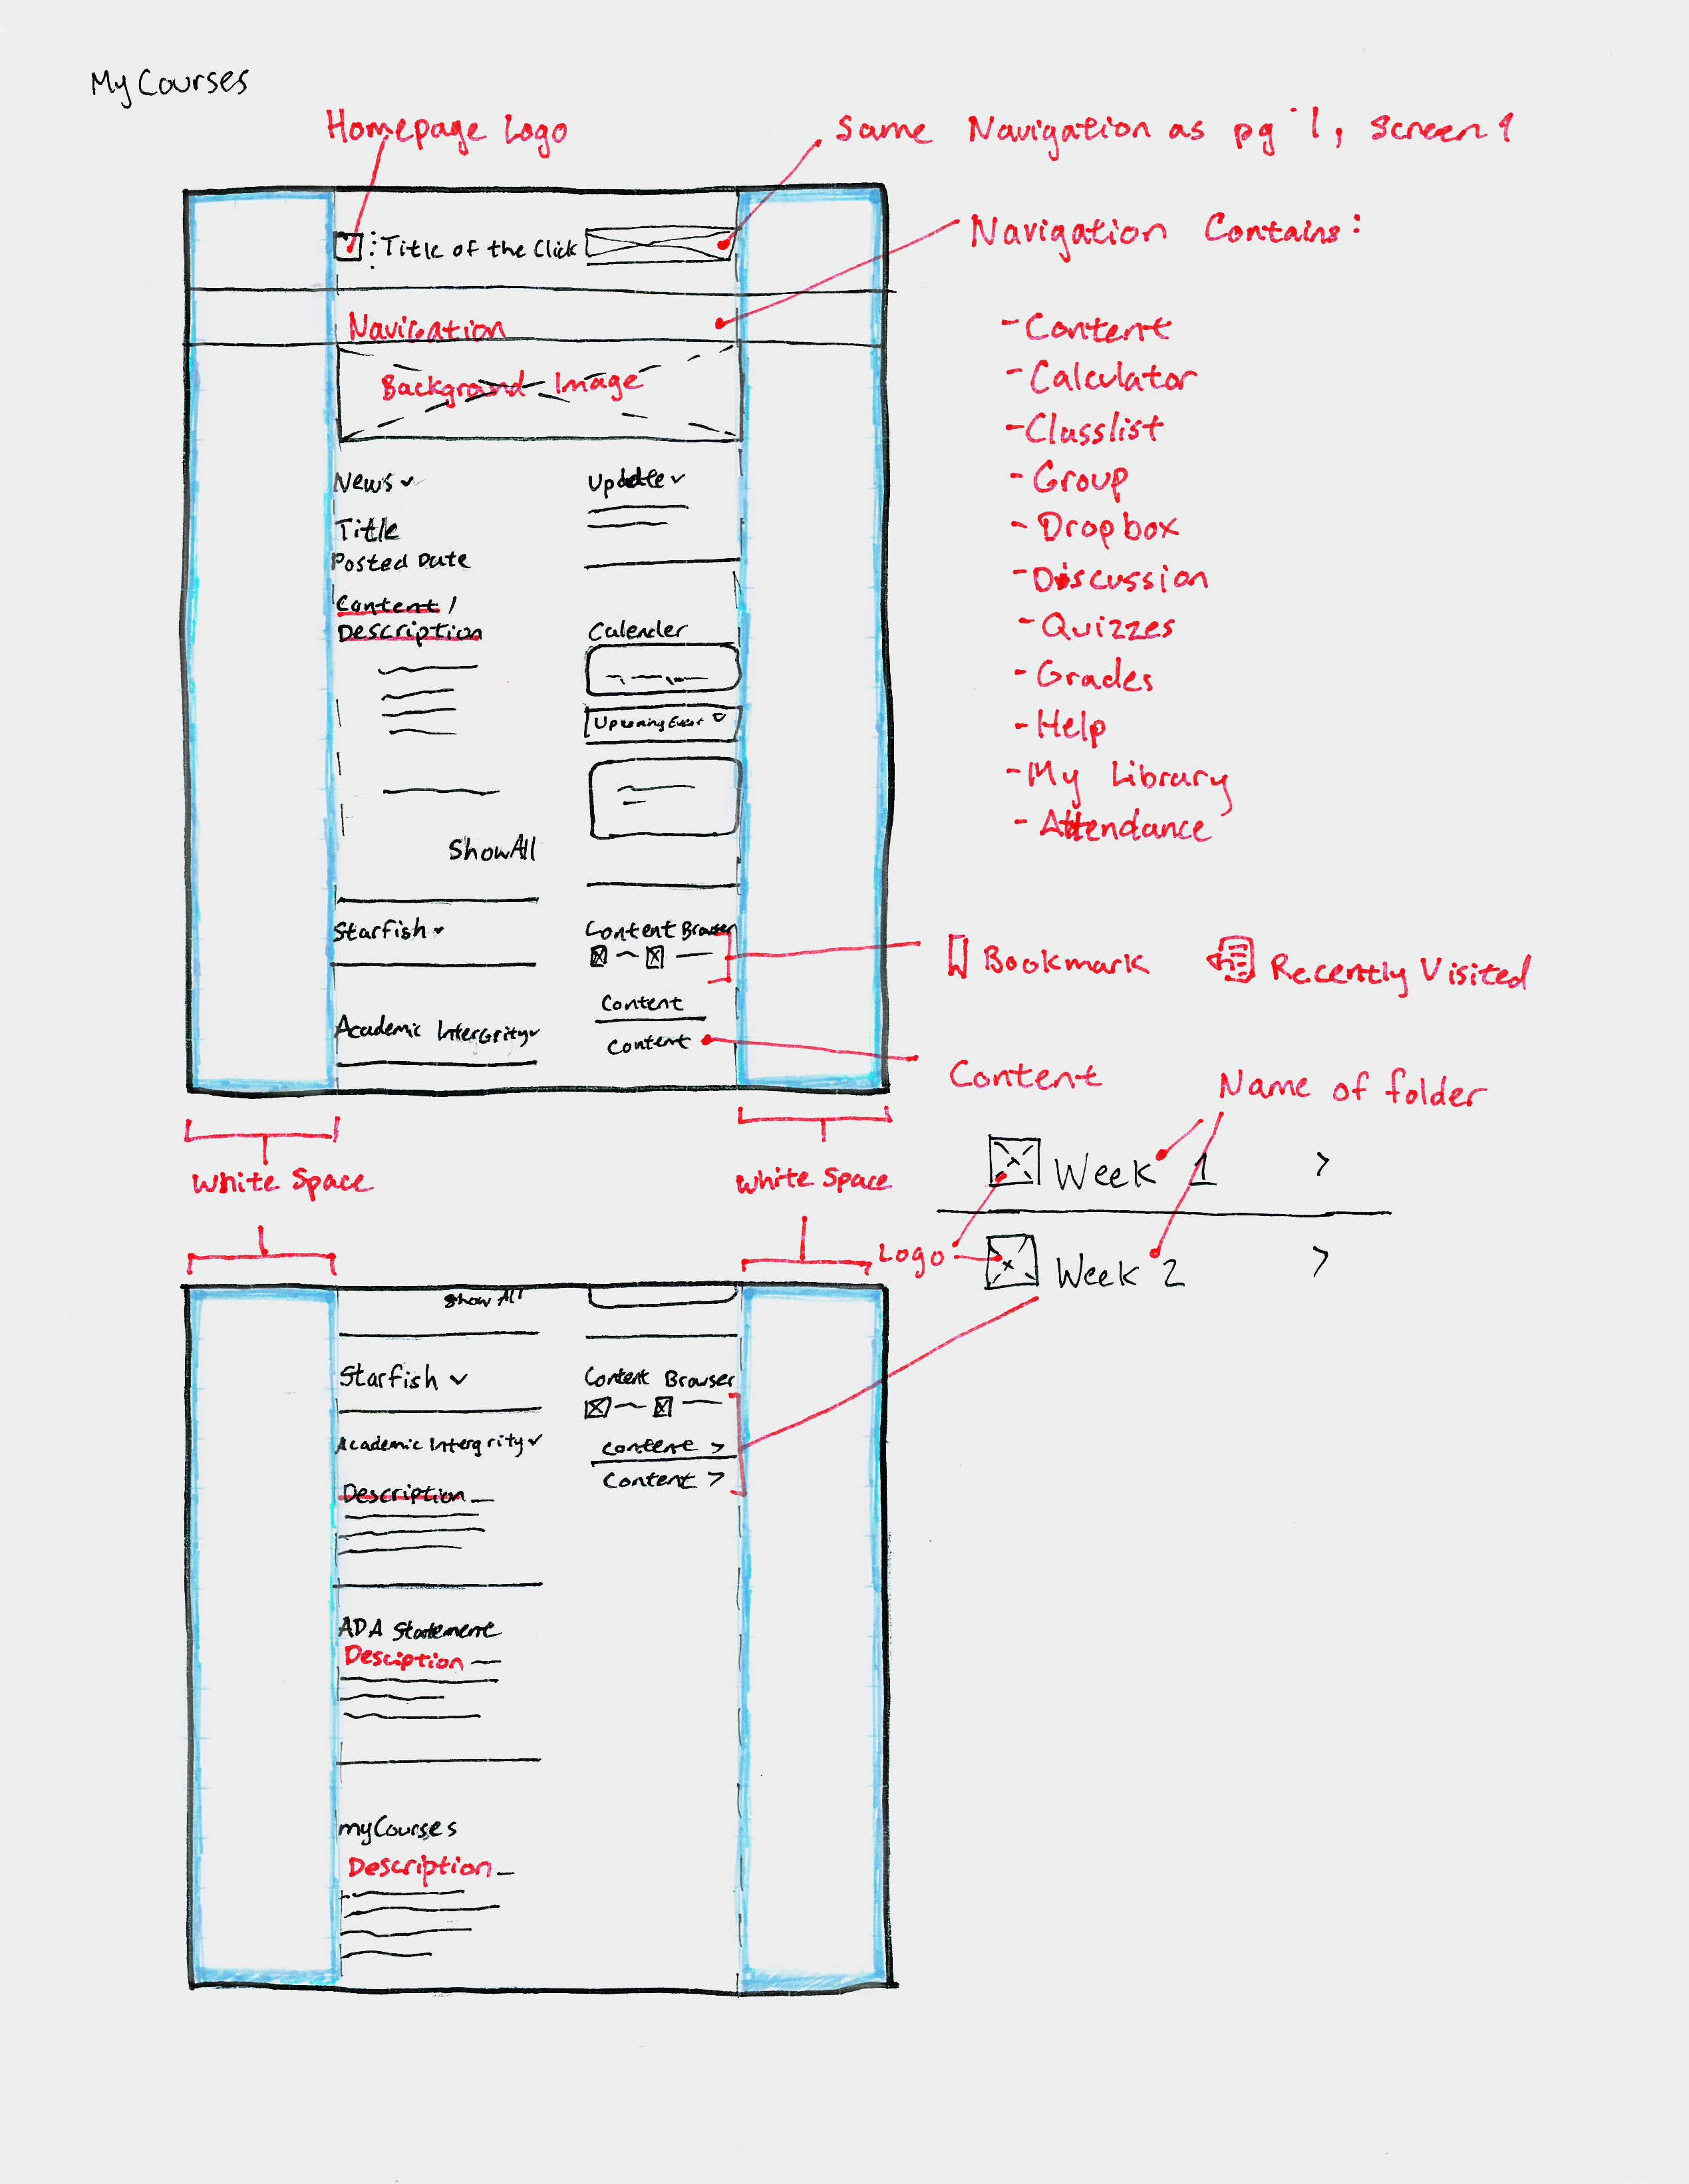 My Courses
Homepage Logo
Same Navigation as pg 1, Screen 1
: Title of the Click
Navigation Contains:
Navigation
- Content
- Calculator
- Classlist
- Group
- Dropbox
- Discussion
- Quizzes
- Grades
- Help
- My Library
- Attendance
Background Image
News
Title
Posted Date
Content /
Description
Show All
Starfish
Academic Intergrity
Update
Calender
Upcoming Event
Content Browser
Content
Content
Bookmark
Recently Visited
Content
Name of folder
Week 1 >
Logo
Week 2 >
White Space
White Space
Show All
Starfish
Academic Intergrity
Description
ADA Statement
Desciption
myCourses
Description
Content Browser
Content >
Content >